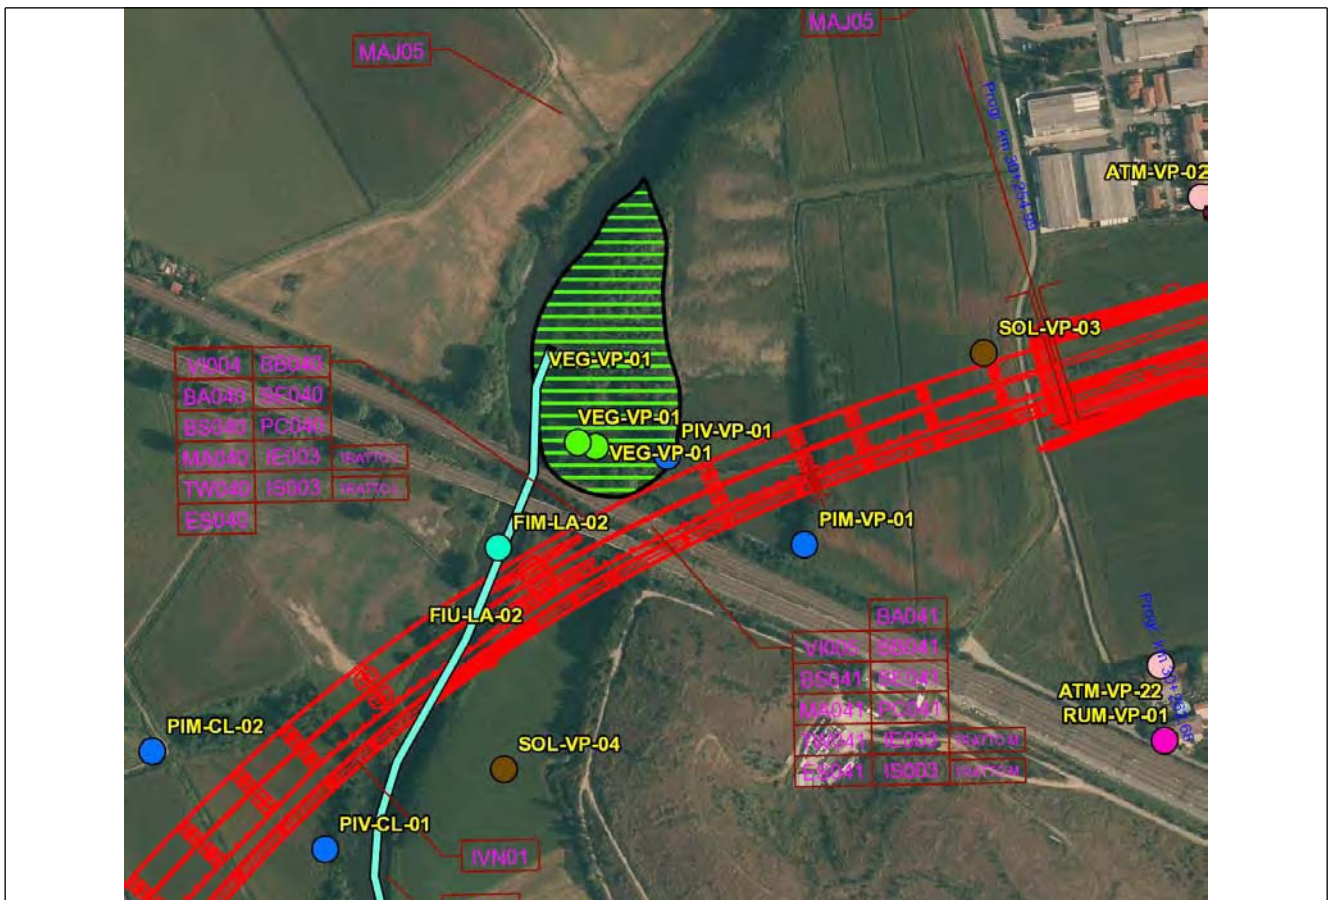 MAJ05
MAJ05
ATM-VP-02
SOL-VP-03
VI004 BB040
BA040 SE040
BS040 PC040
MA040 IE003
TW040 IS003
ES040
VEG-VP-01
VEG-VP-01
PIV-VP-01
VEG-VP-01
FIM-LA-02
PIM-VP-01
FIU-LA-02
BA041
VI005 BB041
BS041 SE041
MA041 PC041
TW041 IE003
ES041 IS003
ATM-VP-22
RUM-VP-01
PIM-CL-02
SOL-VP-04
PIV-CL-01
IVN01